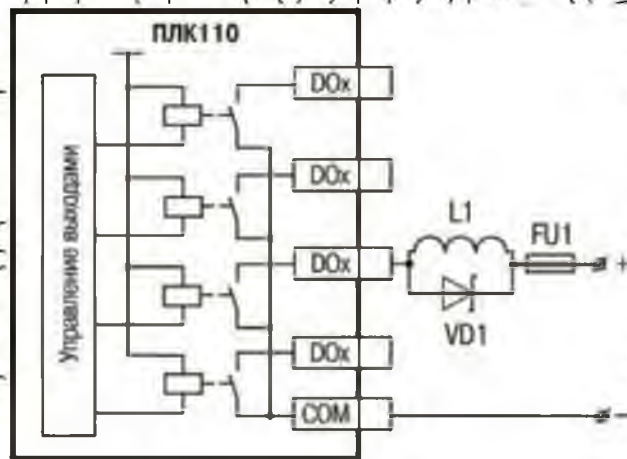 ПЛК110
Управление выходами
DOx
DOx
DOx
DOx
COM
L1
FU1
VD1
+
−